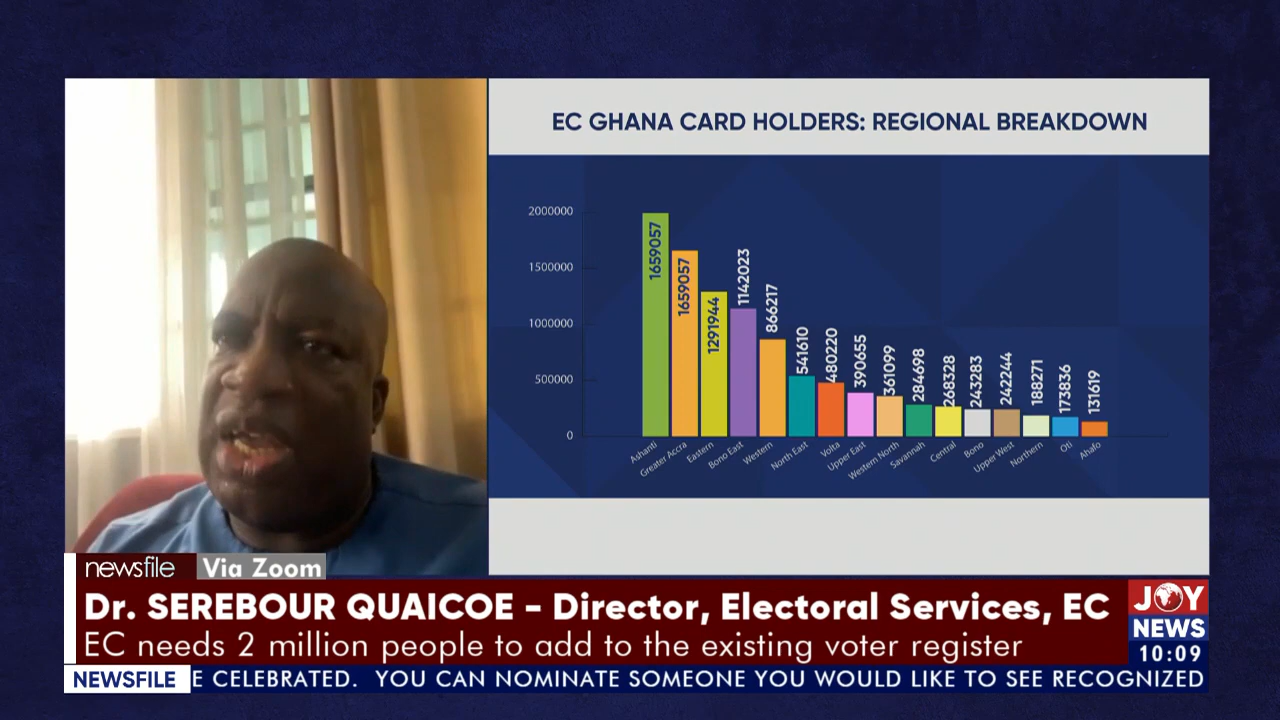 EC GHANA CARD HOLDERS: REGIONAL BREAKDOWN
2000000
1500000
1000000
500000
0
1659057
1659057
1291944
1142023
866217
541610
480220
390655
361099
284698
268328
243283
242244
188271
173836
131619
Ashanti
Greater Accra
Eastern
Bono East
Western
North East
Volta
Upper East
Western North
Savannah
Central
Bono
Upper West
Northern
Oti
Ahafo
newsfile Via Zoom
Dr. SEREBOUR QUAICOE - Director, Electoral Services, EC
EC needs 2 million people to add to the existing voter register
JOY
NEWS
10:09
NEWSFILE E CELEBRATED. YOU CAN NOMINATE SOMEONE YOU WOULD LIKE TO SEE RECOGNIZED